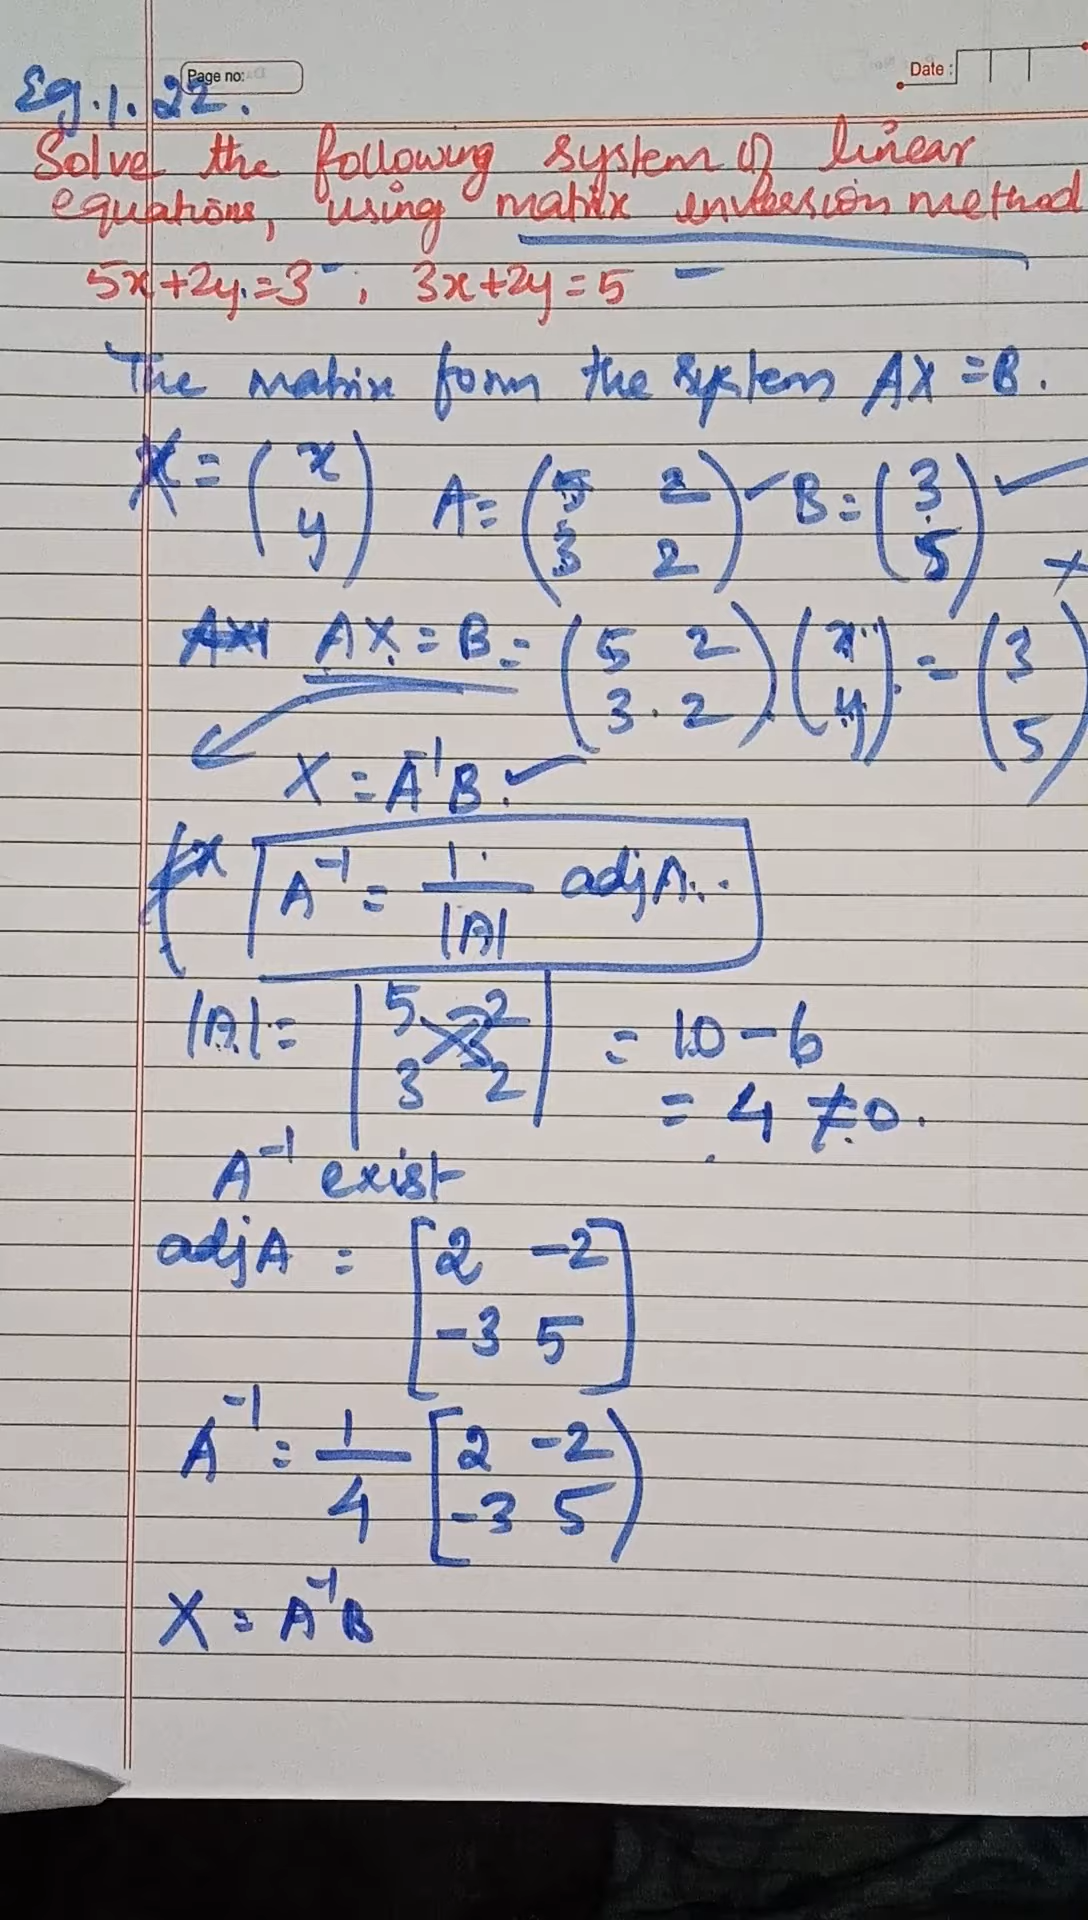 Page no:
Date :
Eg.1.22.
Solve the following system of linear
equations, using matrix inversion method
5x+2y=3 ; 3x+2y=5
The matrix form the system AX=B.
X = (x y) A = (5 2 3 2) B = (3 5)
AX=B = (5 2 3 2) (x y) = (3 5)
X = A⁻¹B.
A⁻¹ = 1/|A| adjA.
|A| = |5 2 3 2| = 10-6
= 4 ≠0.
A⁻¹ exist
adjA = [2 -2 -3 5]
A⁻¹ = 1/4 [2 -2 -3 5)
X = A⁻¹B